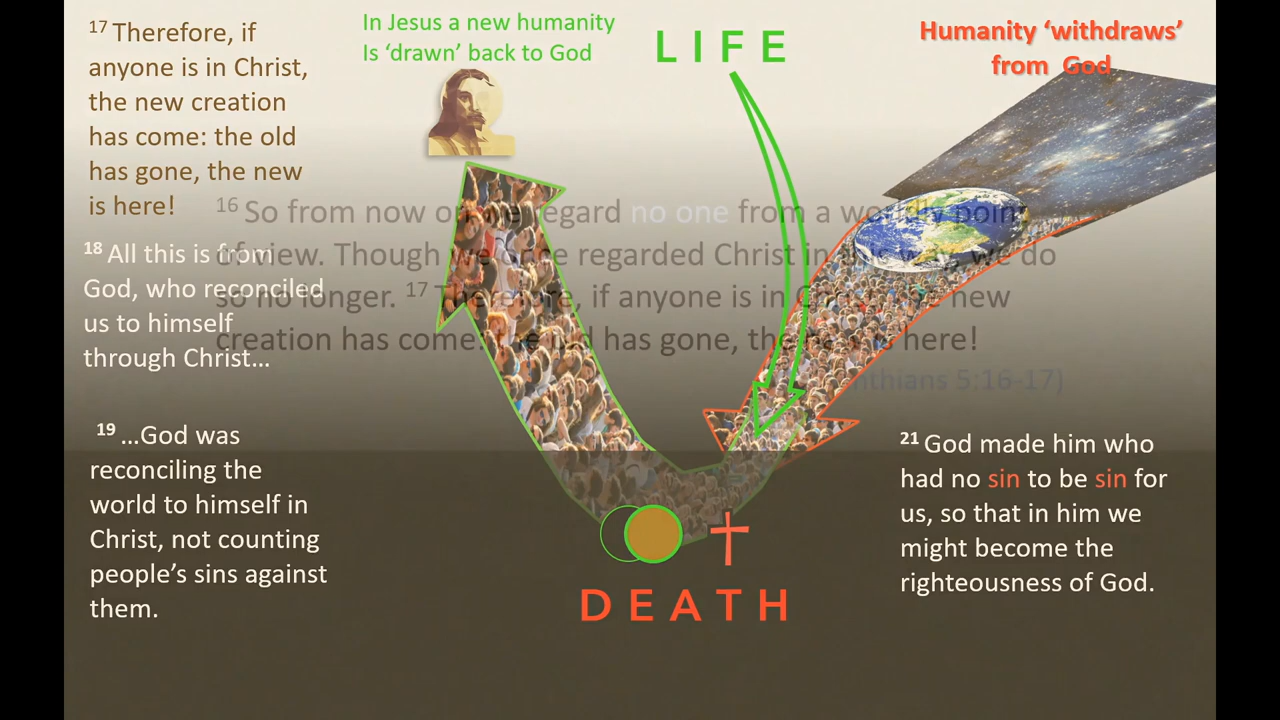 17 Therefore, if
anyone is in Christ,
the new creation
has come: the old
has gone, the new
is here!
18 All this is from
God, who reconciled
us to himself
through Christ…
19 …God was
reconciling the
world to himself in
Christ, not counting
people’s sins against
them.
In Jesus a new humanity
Is ‘drawn’ back to God
LIFE
Humanity ‘withdraws’
from God
16 So from now on we regard no one from a worldly point
of view. Though we once regarded Christ in this way, we do
so no longer. 17 Therefore, if anyone is in Christ, the new
creation has come: the old has gone, the new is here!
5:16-17)
DEATH
21 God made him who
had no sin to be sin for
us, so that in him we
might become the
righteousness of God.